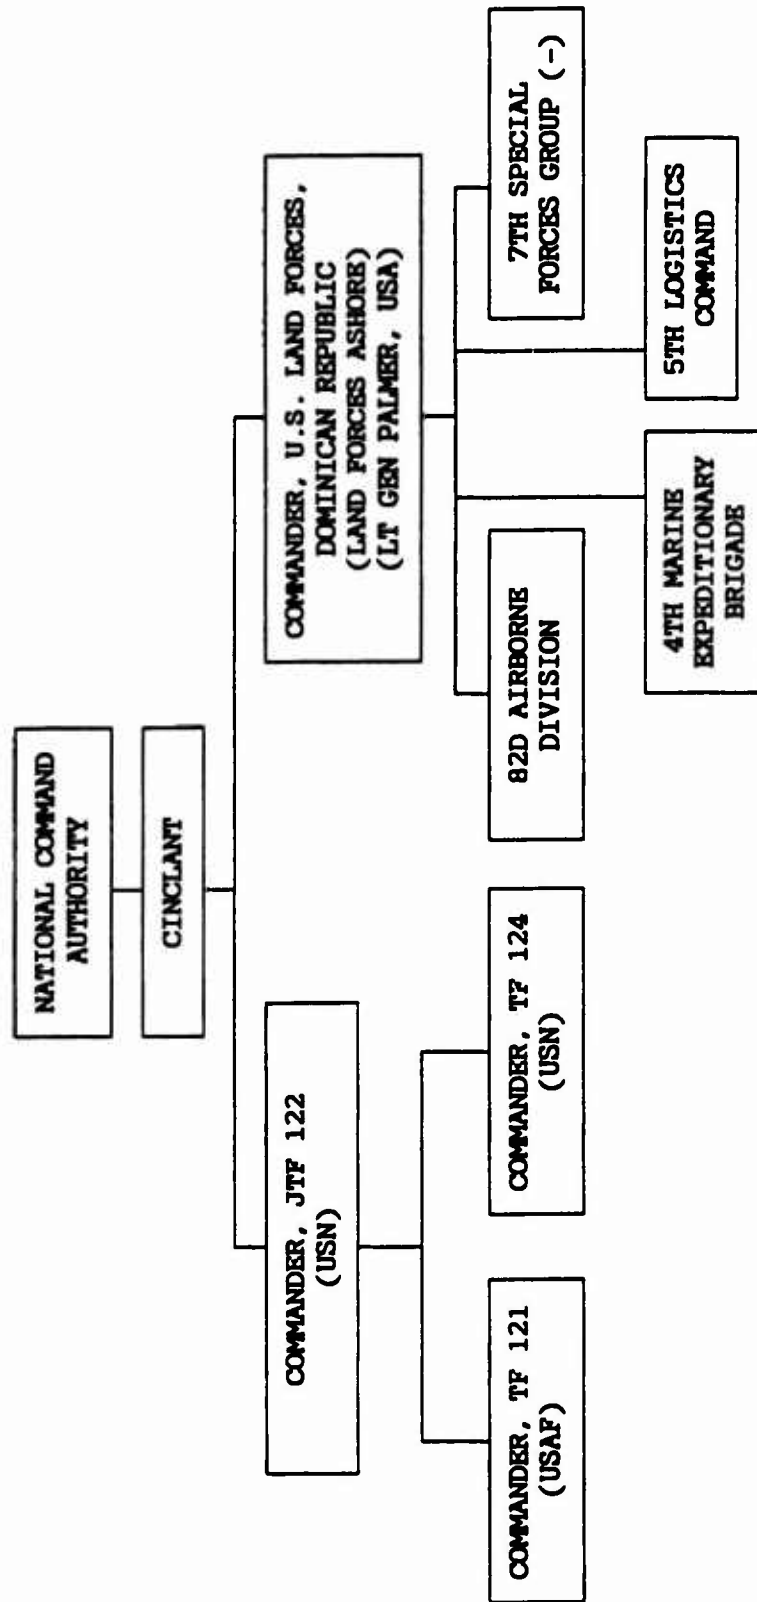 NATIONAL COMMAND
AUTHORITY
CINCLANT
COMMANDER, JTF 122
(USN)
COMMANDER, U.S. LAND FORCES,
DOMINICAN REPUBLIC
(LAND FORCES ASHORE)
(LT GEN PALMER, USA)
COMMANDER, TF 121
(USAF)
COMMANDER, TF 124
(USN)
82D AIRBORNE
DIVISION
7TH SPECIAL
FORCES GROUP (-)
4TH MARINE
EXPEDITIONARY
BRIGADE
5TH LOGISTICS
COMMAND